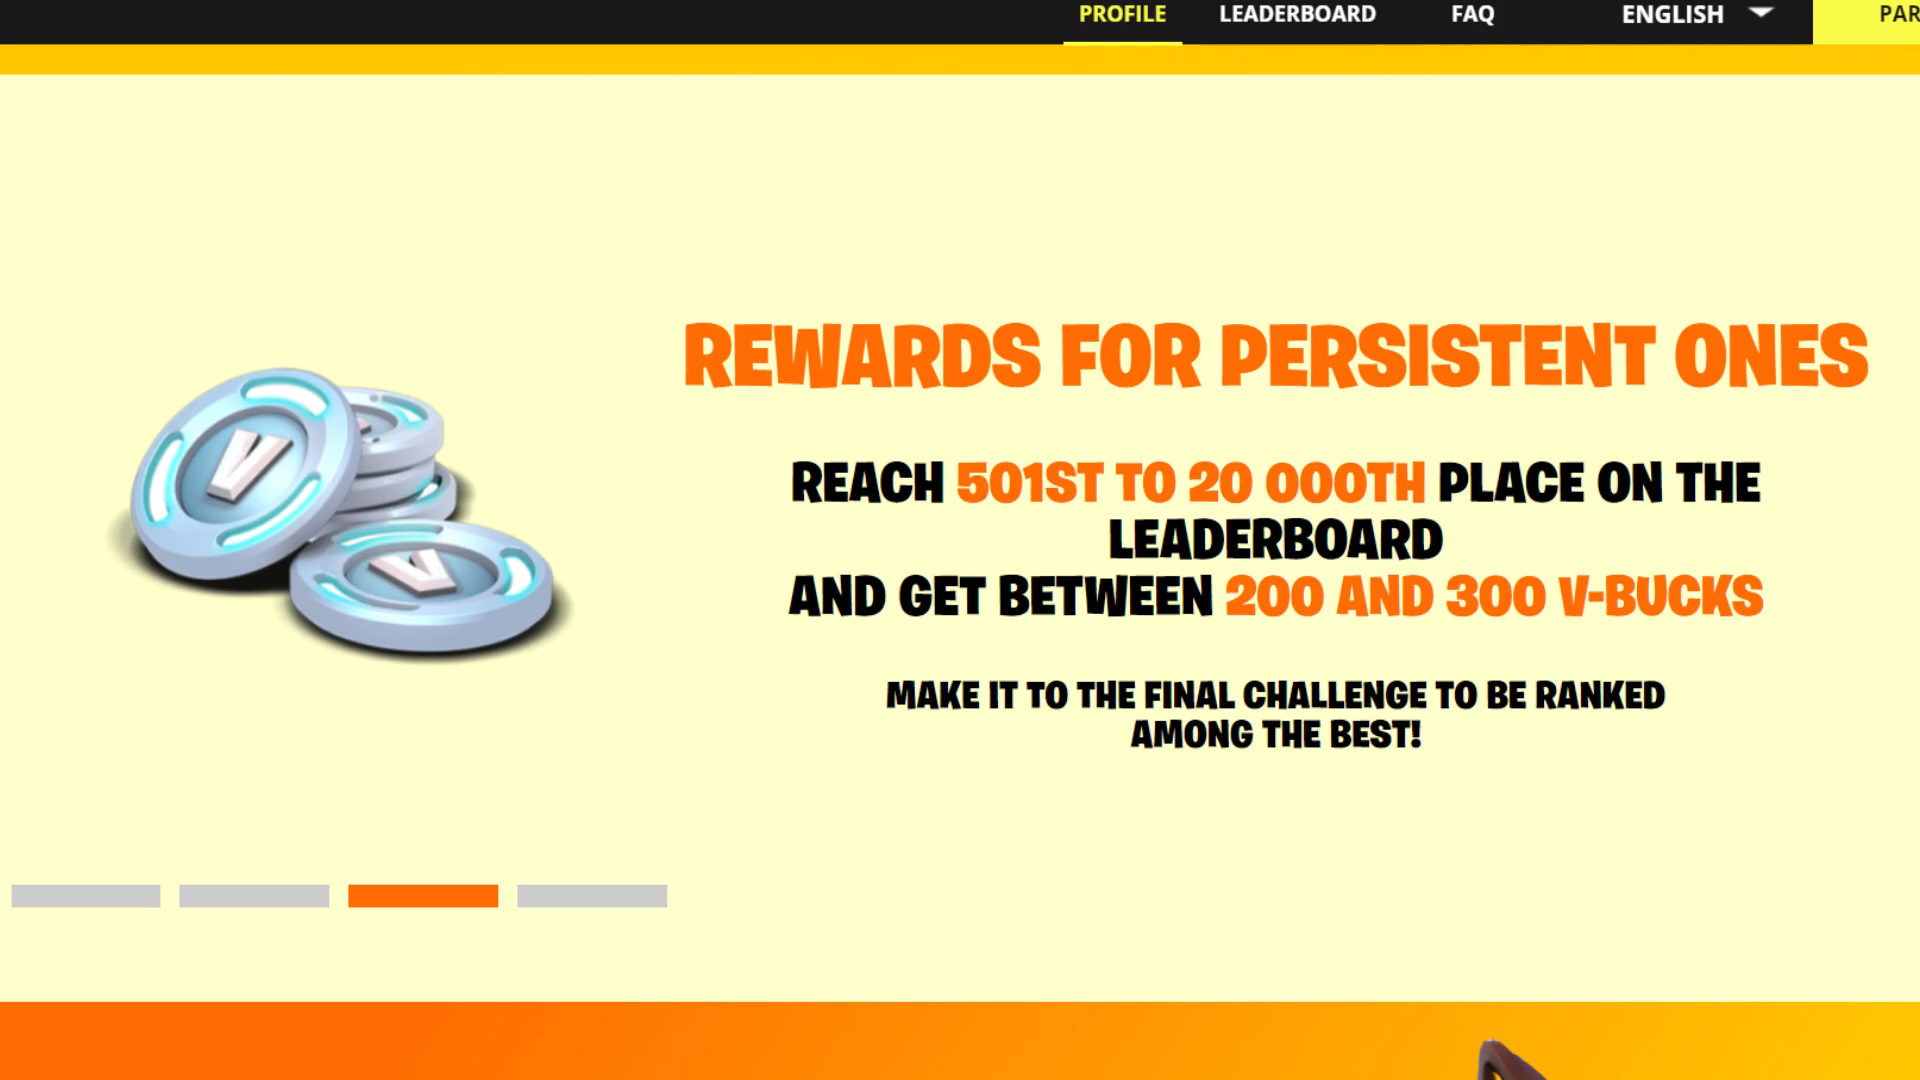 PROFILE LEADERBOARD FAQ ENGLISH
REWARDS FOR PERSISTENT ONES
REACH 501ST TO 20 000TH PLACE ON THE
LEADERBOARD
AND GET BETWEEN 200 AND 300 V-BUCKS
MAKE IT TO THE FINAL CHALLENGE TO BE RANKED
AMONG THE BEST!